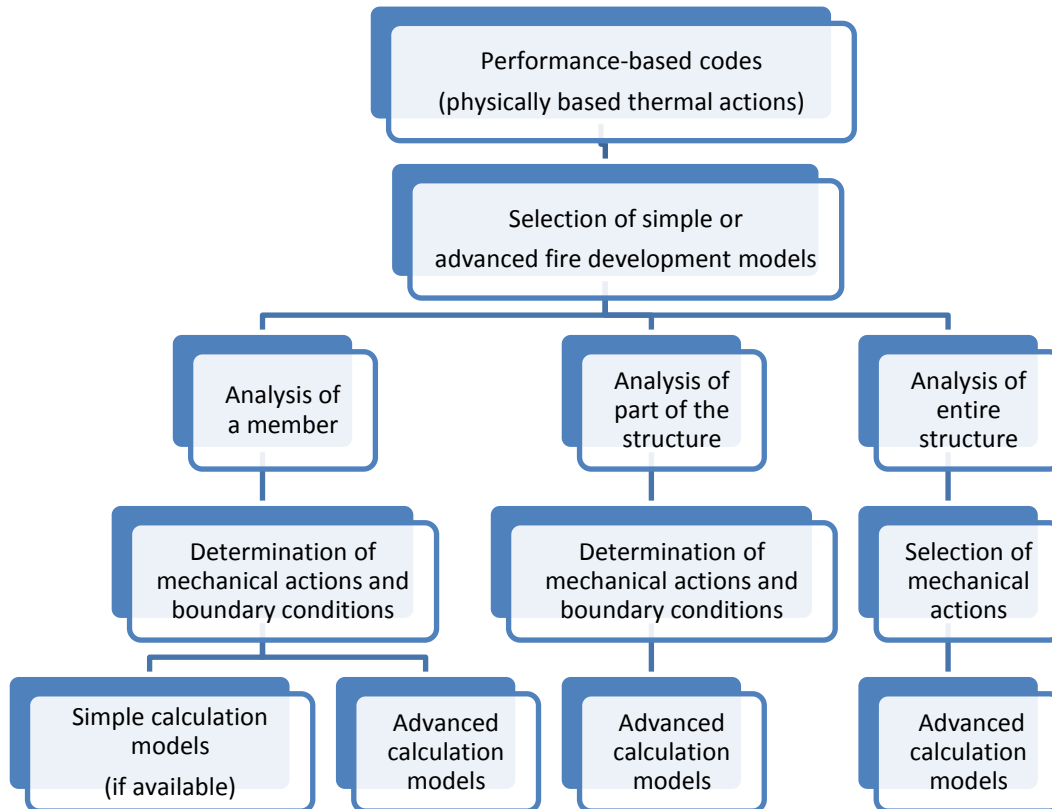 Performance-based codes
(physically based thermal actions)
Selection of simple or
advanced fire development models
Analysis of
a member
Analysis of
part of the
structure
Analysis of
entire
structure
Determination of
mechanical actions and
boundary conditions
Determination of
mechanical actions and
boundary conditions
Selection of
mechanical
actions
Simple calculation
models
(if available)
Advanced
calculation
models
Advanced
calculation
models
Advanced
calculation
models